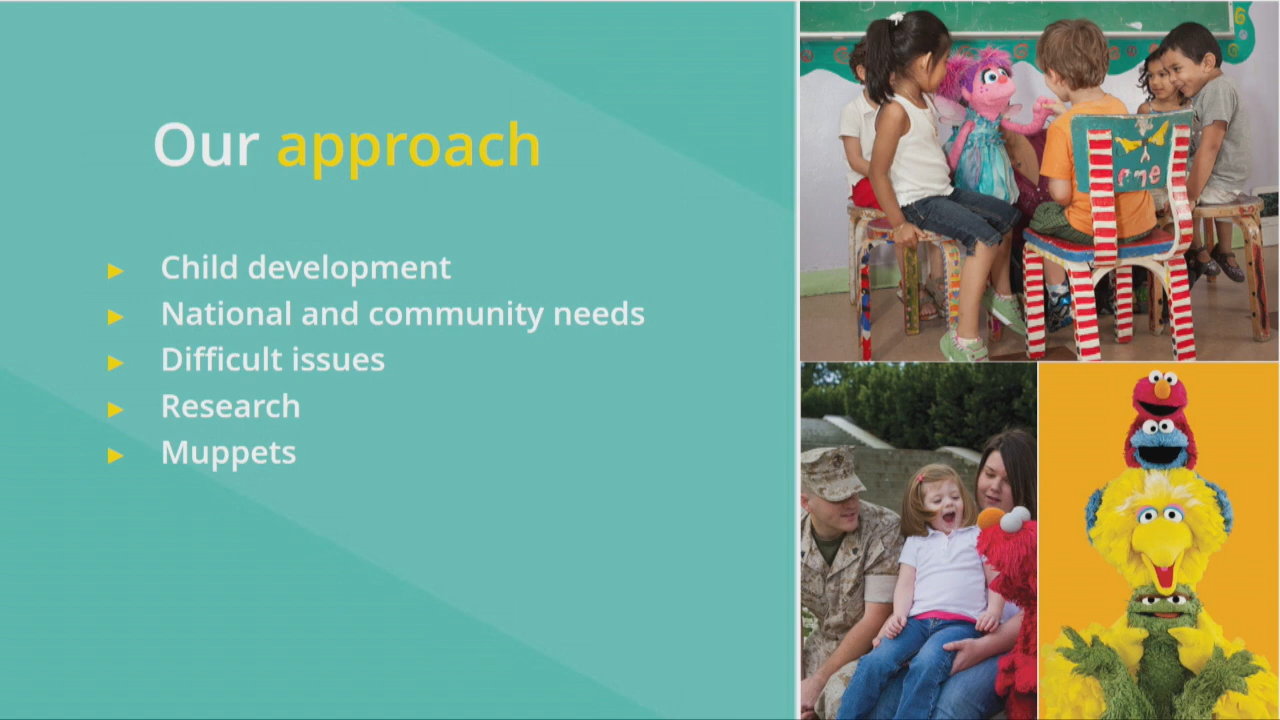 Our approach
Child development
National and community needs
Difficult issues
Research
Muppets